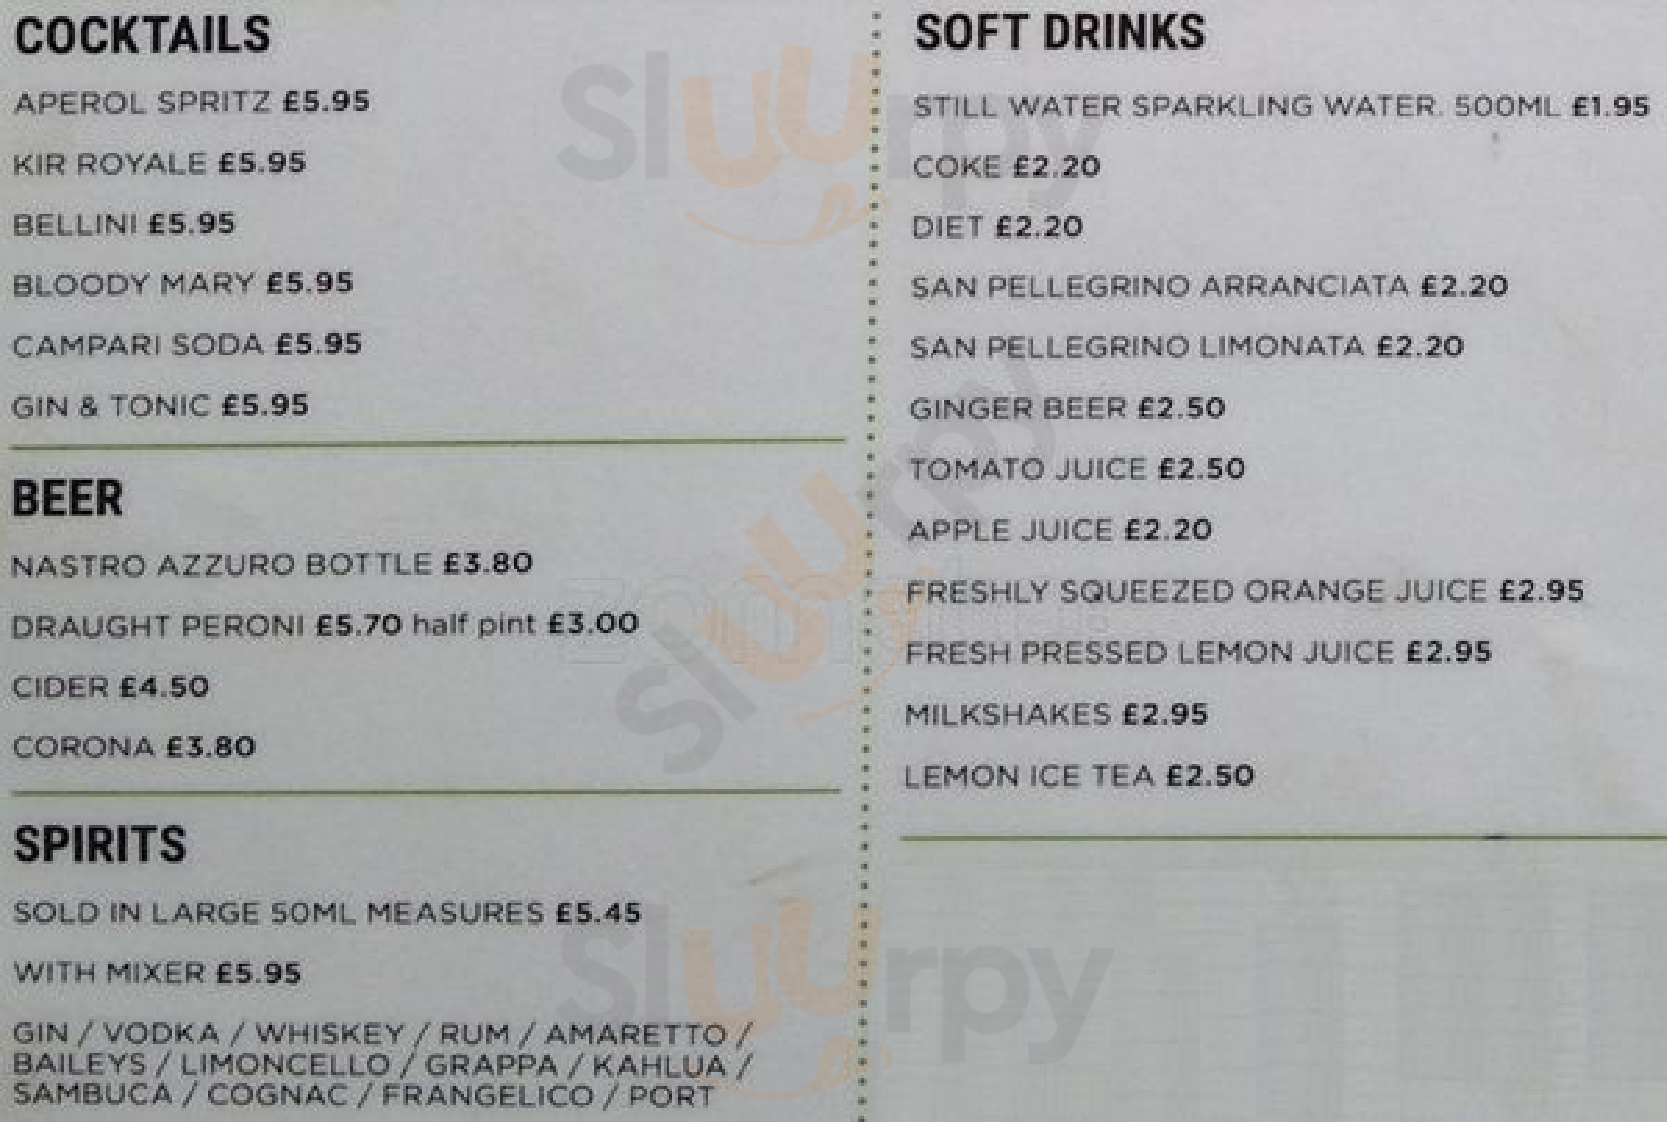 COCKTAILS
APEROL SPRITZ £5.95
KIR ROYALE £5.95
BELLINI £5.95
BLOODY MARY £5.95
CAMPARI SODA £5.95
GIN & TONIC £5.95
BEER
NASTRO AZZURO BOTTLE £3.80
DRAUGHT PERONI £5.70 half pint £3.00
CIDER £4.50
CORONA £3.80
SPIRITS
SOLD IN LARGE 50ML MEASURES £5.45
WITH MIXER £5.95
GIN / VODKA / WHISKEY / RUM / AMARETTO /
BAILEYS / LIMONCELLO / GRAPPA / KAHLUA /
SAMBUCA / COGNAC / FRANGELICO / PORT
SOFT DRINKS
STILL WATER SPARKLING WATER. 500ML £1.95
COKE £2.20
DIET £2.20
SAN PELLEGRINO ARRANCIATA £2.20
SAN PELLEGRINO LIMONATA £2.20
GINGER BEER £2.50
TOMATO JUICE £2.50
APPLE JUICE £2.20
FRESHLY SQUEEZED ORANGE JUICE £2.95
FRESH PRESSED LEMON JUICE £2.95
MILKSHAKES £2.95
LEMON ICE TEA £2.50
Sluurpy
Sluurpy
Sluurpy